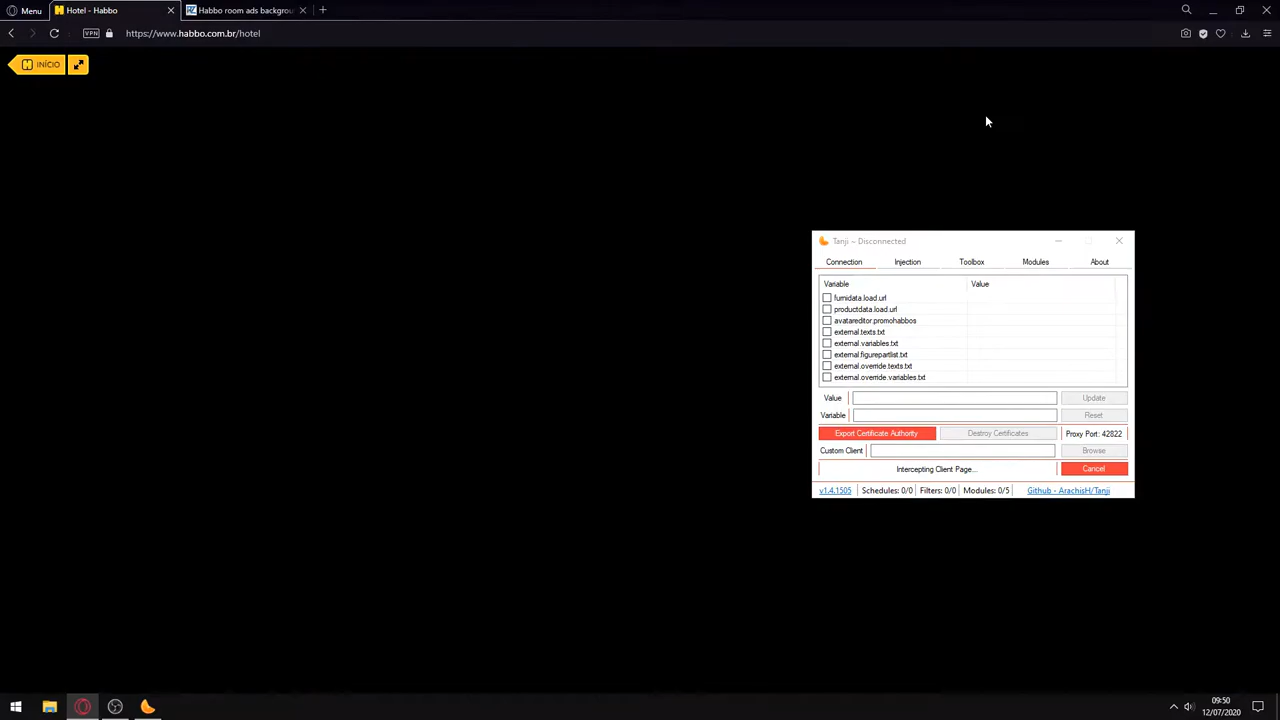 Menu
Hotel - Habbo
Habbo room ads backgrou
VPN
https://www.habbo.com.br/hotel
INÍCIO
Tanji ~ Disconnected
Connection Injection Toolbox Modules About
Variable Value
furnidata.load.url
productdata.load.url
avatareditor.promohabbos
external.texts.txt
external.variables.txt
external.figurepartlist.txt
external.override.texts.txt
external.override.variables.txt
Value Update
Variable Reset
Export Certificate Authority Destroy Certificates Proxy Port: 42822
Custom Client Browse
Intercepting Client Page... Cancel
v1.4.1505 Schedules: 0/0 Filters: 0/0 Modules: 0/5 Github - ArachisH/Tanji
09:50
12/07/2020